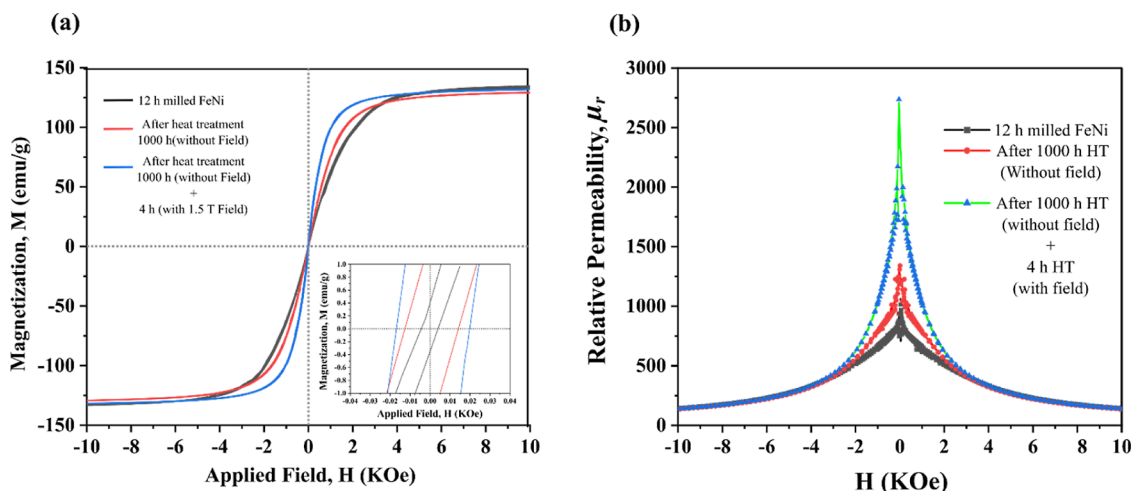 (a)
150
100
50
0
-50
-100
-150
Magnetization, M (emu/g)
12 h milled FeNi
After heat treatment
1000 h(without Field)
After heat treatment
1000 h (without Field)
+
4 h (with 1.5 T Field)
1.0
0.8
0.6
0.4
0.2
0.0
-0.2
-0.4
-0.6
-0.8
-1.0
Magnetization, M (emu/g)
-0.04 -0.03 -0.02 -0.01 0.00 0.01 0.02 0.03 0.04
Applied Field, H (KOe)
-10 -8 -6 -4 -2 0 2 4 6 8 10
Applied Field, H (KOe)
(b)
3000
2500
2000
1500
1000
500
0
Relative Permeability, μr
12 h milled FeNi
After 1000 h HT
(Without field)
After 1000 h HT
(without field)
+
4 h HT
(with field)
-10 -8 -6 -4 -2 0 2 4 6 8 10
H (KOe)